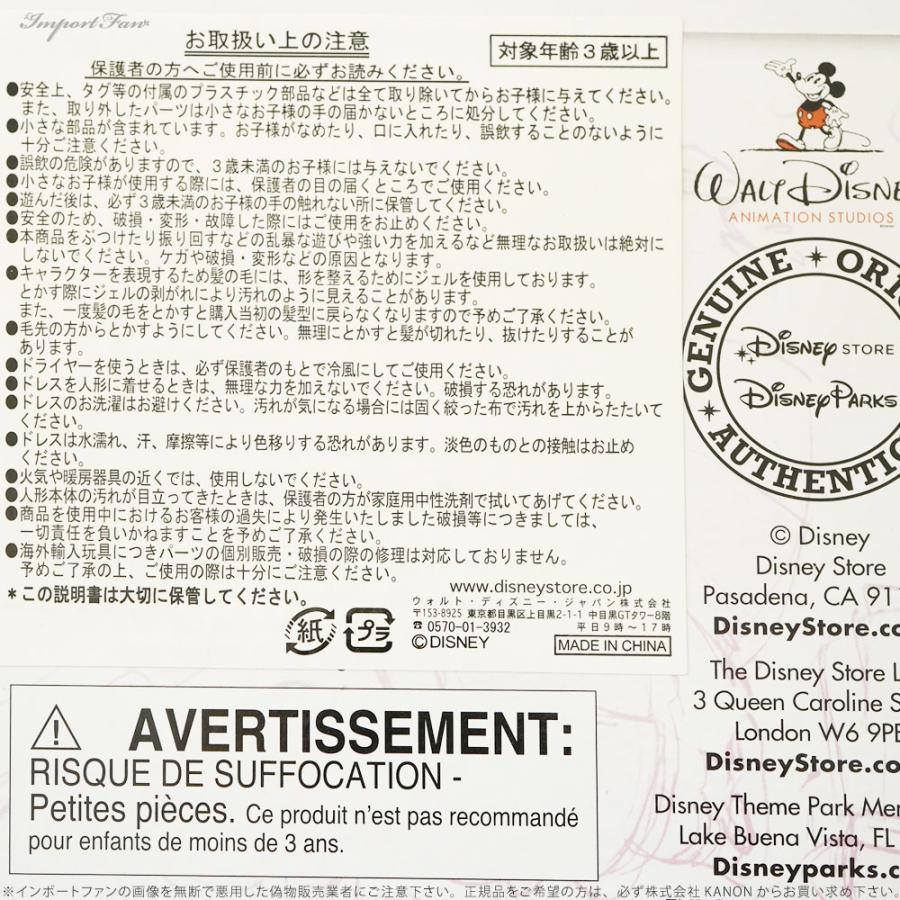 ImportFan
お取扱い上の注意
対象年齢３歳以上
保護者の方へご使用前に必ずお読みください。
●安全上、タグ等の付属のプラスチック部品などは全て取り除いてからお子様に与えてください。
また、取り外したパーツは小さなお子様の手の届かないところに処分してください。
●小さな部品が含まれています。お子様がなめたり、口に入れたり、誤飲することのないように
十分ご注意ください。
●誤飲の危険がありますので、３歳未満のお子様には与えないでください。
●小さなお子様が使用する際には、保護者の目の届くところでご使用ください。
●遊んだ後は、必ず３歳未満のお子様の手の触れない所に保管してください。
●安全のため、破損・変形・故障した際にはご使用をお止めください。
●本商品をぶつけたり振り回すなどの乱暴な遊びや強い力を加えるなど無理なお取扱いは絶対に
しないでください。ケガや破損・変形などの原因となります。
●キャラクターを表現するため髪の毛には、形を整えるためにジェルを使用しております。
とかす際にジェルの剥がれにより汚れのように見えることがあります。
また、一度髪の毛をとかすと購入当初の髪型に戻らなくなりますので予めご了承ください。
●毛先の方からとかすようにしてください。無理にとかすと髪が切れたり、抜けたりすることが
あります。
●ドライヤーを使うときは、必ず保護者のもとで冷風にしてご使用ください。
●ドレスを人形に着せるときは、無理な力を加えないでください。破損する恐れがあります。
●ドレスのお洗濯はお避けください。汚れが気になる場合には固く絞った布で汚れを上からたたいて
ください。
●ドレスは水濡れ、汗、摩擦等により色移りする恐れがあります。淡色のものとの接触はお止め
ください。
●火気や暖房器具の近くでは、使用しないでください。
●人形本体の汚れが目立ってきたときは、保護者の方が家庭用中性洗剤で拭いてあげてください。
●商品を使用中におけるお客様の過失により発生いたしました破損等につきましては、
一切責任を負いかねますことを予めご了承ください。
●海外輸入玩具につきパーツの個別販売・破損の際の修理は対応しておりません。
予めご了承の上、ご使用の際は十分にご注意ください。
＊この説明書は大切に保管してください。
www.disneystore.co.jp
ウォルト・ディズニー・ジャパン株式会社
〒153-8925 東京都目黒区上目黒2-1-1 中目黒GTタワー8階
☎0570-01-3932 平日９時～１７時
紙 プラ ©DISNEY MADE IN CHINA
WALT DISNE
ANIMATION STUDIOS
GENUINE ✦ ORI
DISNEY STORE
DISNEY PARKS
AUTHENTIC
© Disney
Disney Store
Pasadena, CA 911
DisneyStore.co
The Disney Store L
3 Queen Caroline S
London W6 9PE
DisneyStore.co
Disney Theme Park Mer
Lake Buena Vista, FL
Disneyparks.c
⚠ AVERTISSEMENT:
RISQUE DE SUFFOCATION -
Petites pièces. Ce produit n'est pas recommandé
pour enfants de moins de 3 ans.
※インポートファンの画像を無断で悪用した偽物販売業者にご注意下さい。正規品をご希望の方は、必ず株式会社 KANON からお買い求め下さい。